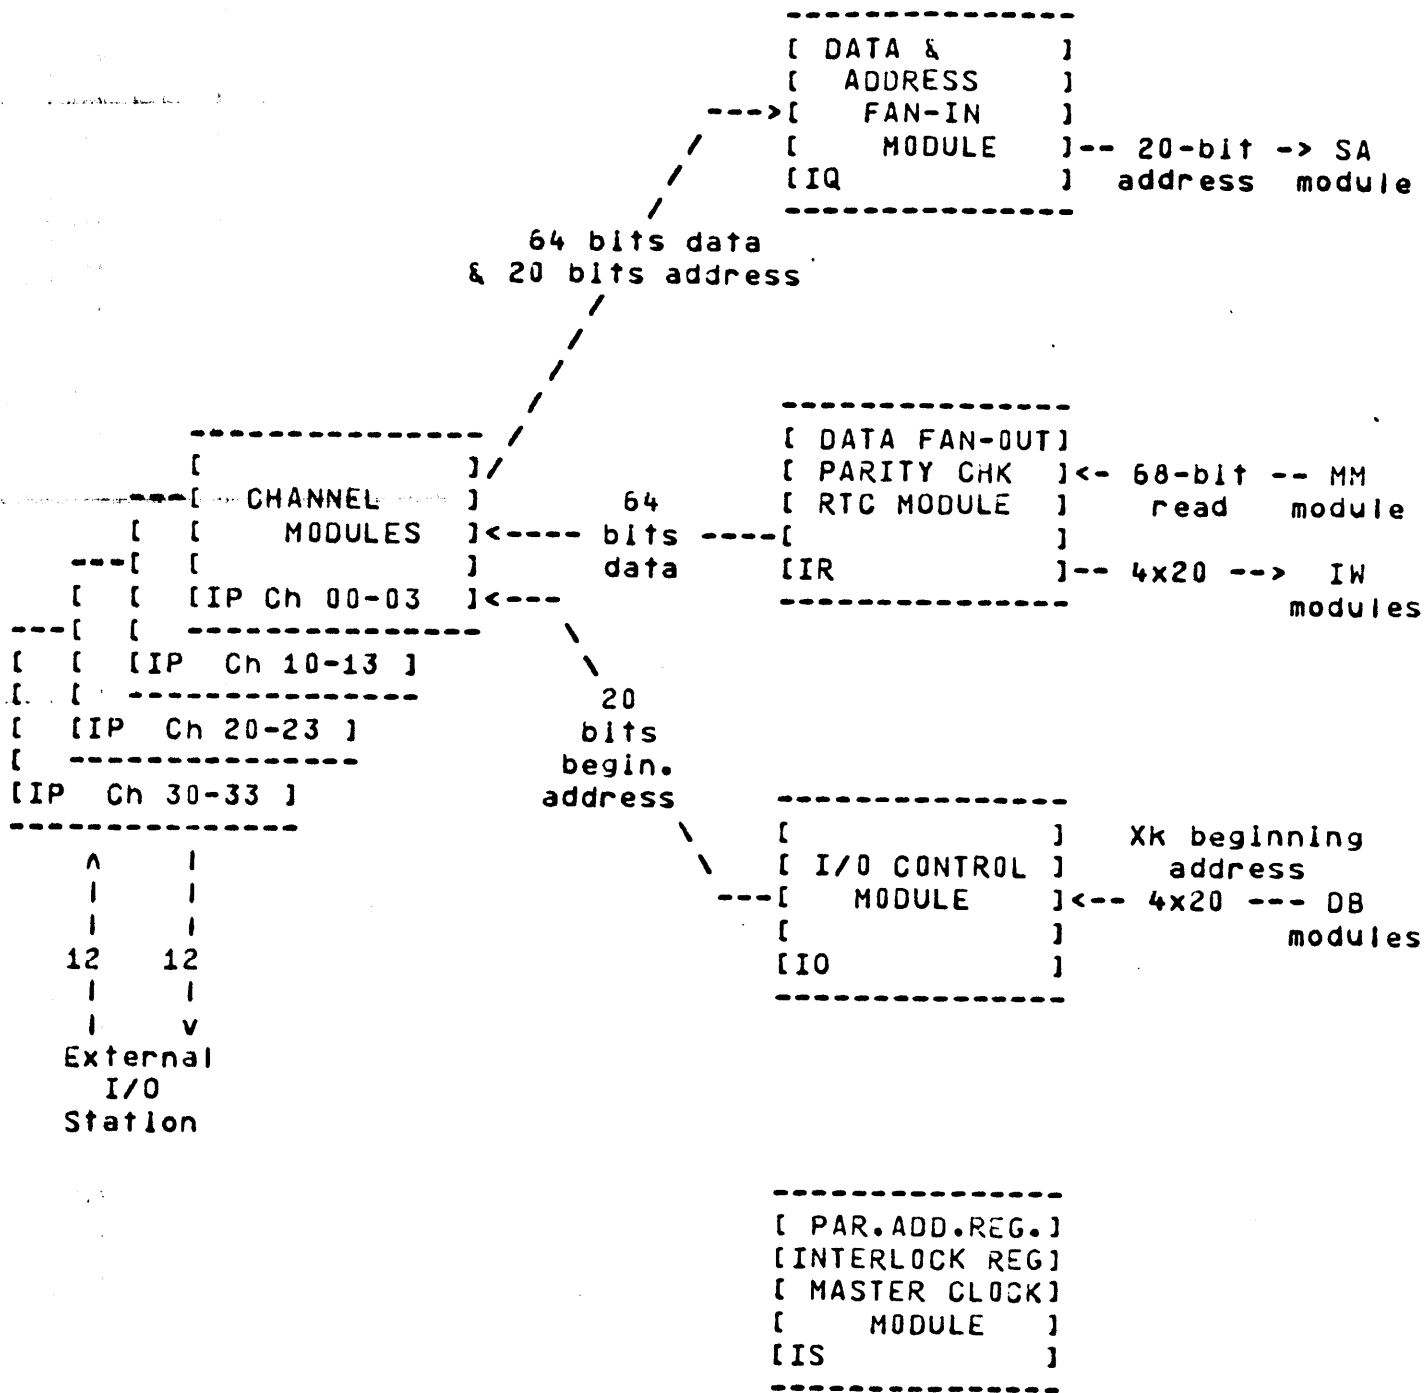 DATA &
ADDRESS
FAN-IN
MODULE
IQ
20-bit -> SA
address module
64 bits data
& 20 bits address
DATA FAN-OUT
PARITY CHK
RTC MODULE
IR
<- 68-bit -- MM
read module
4x20 --> IW
modules
CHANNEL
MODULES
IP Ch 00-03
64
bits
data
IP Ch 10-13
IP Ch 20-23
IP Ch 30-33
20
bits
begin.
address
I/O CONTROL
MODULE
IO
Xk beginning
address
<-- 4x20 --- DB
modules
12 12
External
I/O
Station
PAR.ADD.REG.
INTERLOCK REG
MASTER CLOCK
MODULE
IS